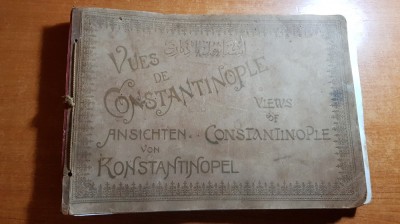 VUES
DE
CONSTANTINOPLE
VIEWS
OF
CONSTANTINOPLE
ANSICHTEN
VON
KONSTANTINOPEL